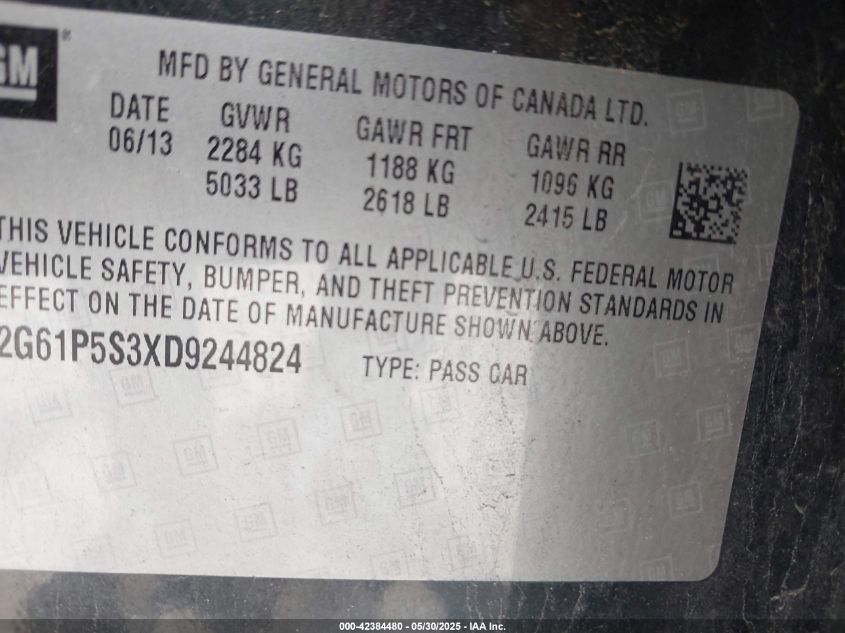 GM
MFD BY GENERAL MOTORS OF CANADA LTD.
DATE GVWR GAWR FRT GAWR RR
06/13 2284 KG 1188 KG 1096 KG
5033 LB 2618 LB 2415 LB
THIS VEHICLE CONFORMS TO ALL APPLICABLE U.S. FEDERAL MOTOR
VEHICLE SAFETY, BUMPER, AND THEFT PREVENTION STANDARDS IN
EFFECT ON THE DATE OF MANUFACTURE SHOWN ABOVE.
2G61P5S3XD9244824 TYPE: PASS CAR
000-42384480 - 05/30/2025 - IAA Inc.